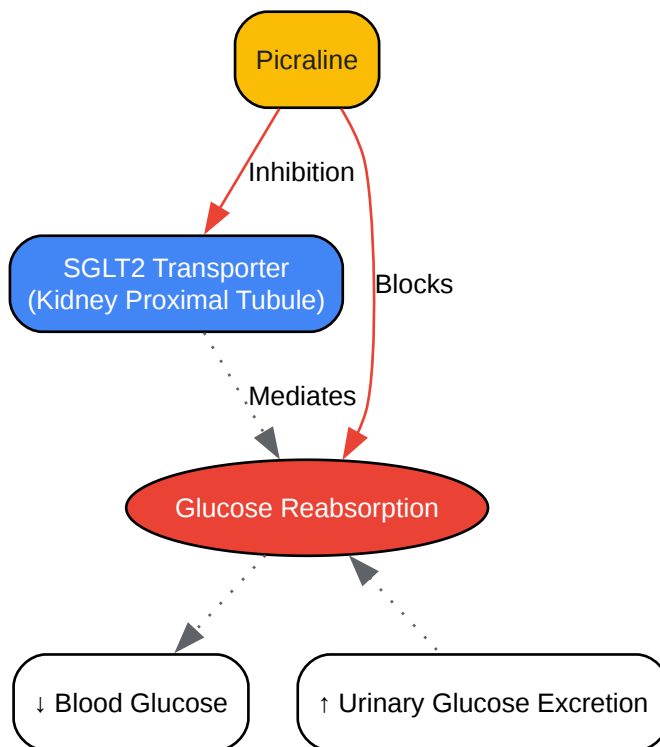 Picraline
Inhibition
SGLT2 Transporter
(Kidney Proximal Tubule)
Blocks
Mediates
Glucose Reabsorption
↓ Blood Glucose
↑ Urinary Glucose Excretion